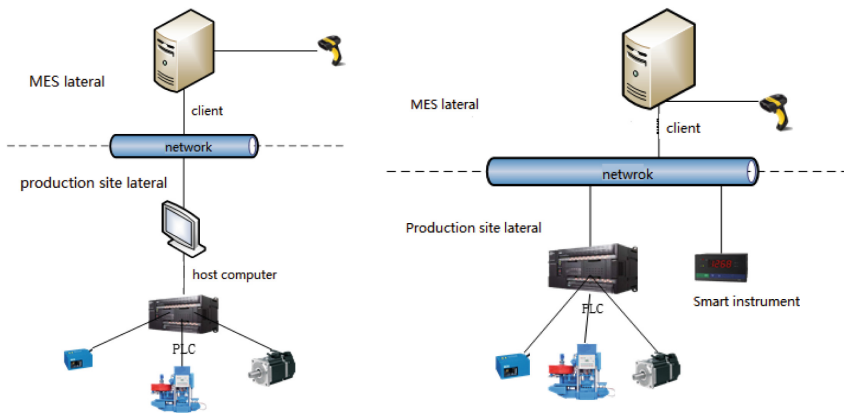 MES lateral
client
network
production site lateral
host computer
PLC
MES lateral
client
netwrok
Production site lateral
PLC
Smart instrument